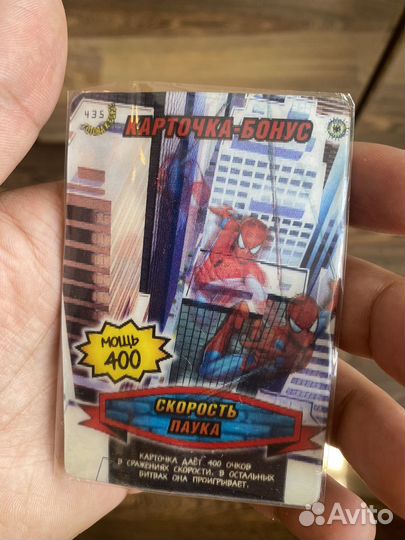 435
КАРТОЧКА-БОНУС
МОЩЬ
400
СКОРОСТЬ
ПАУКА
КАРТОЧКА ДАЁТ 400 ОЧКОВ
В СРАЖЕНИЯХ СКОРОСТИ. В ОСТАЛЬНЫХ
БИТВАХ ОНА ПРОИГРЫВАЕТ.
Avito